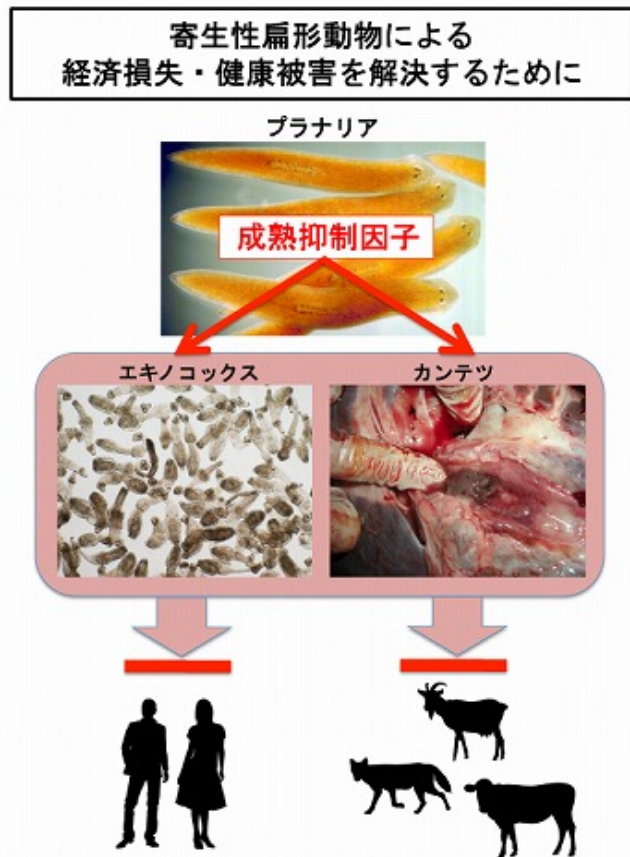 寄生性扁形動物による
経済損失・健康被害を解決するために
プラナリア
成熟抑制因子
エキノコックス
カンテツ